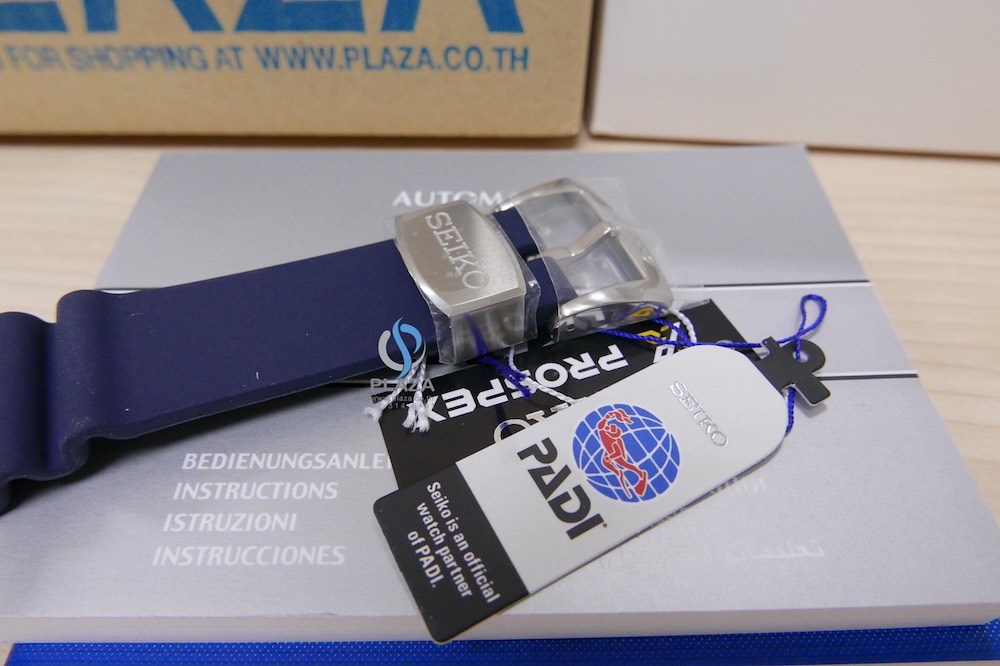 FOR SHOPPING AT WWW.PLAZA.CO.TH
AUTOM
SEIKO
PLAZA
PROSPEX
SEIKO
PADI
Seiko is an official
watch partner
of PADI.
BEDIENUNGSANLEI
INSTRUCTIONS
ISTRUZIONI
INSTRUCCIONES